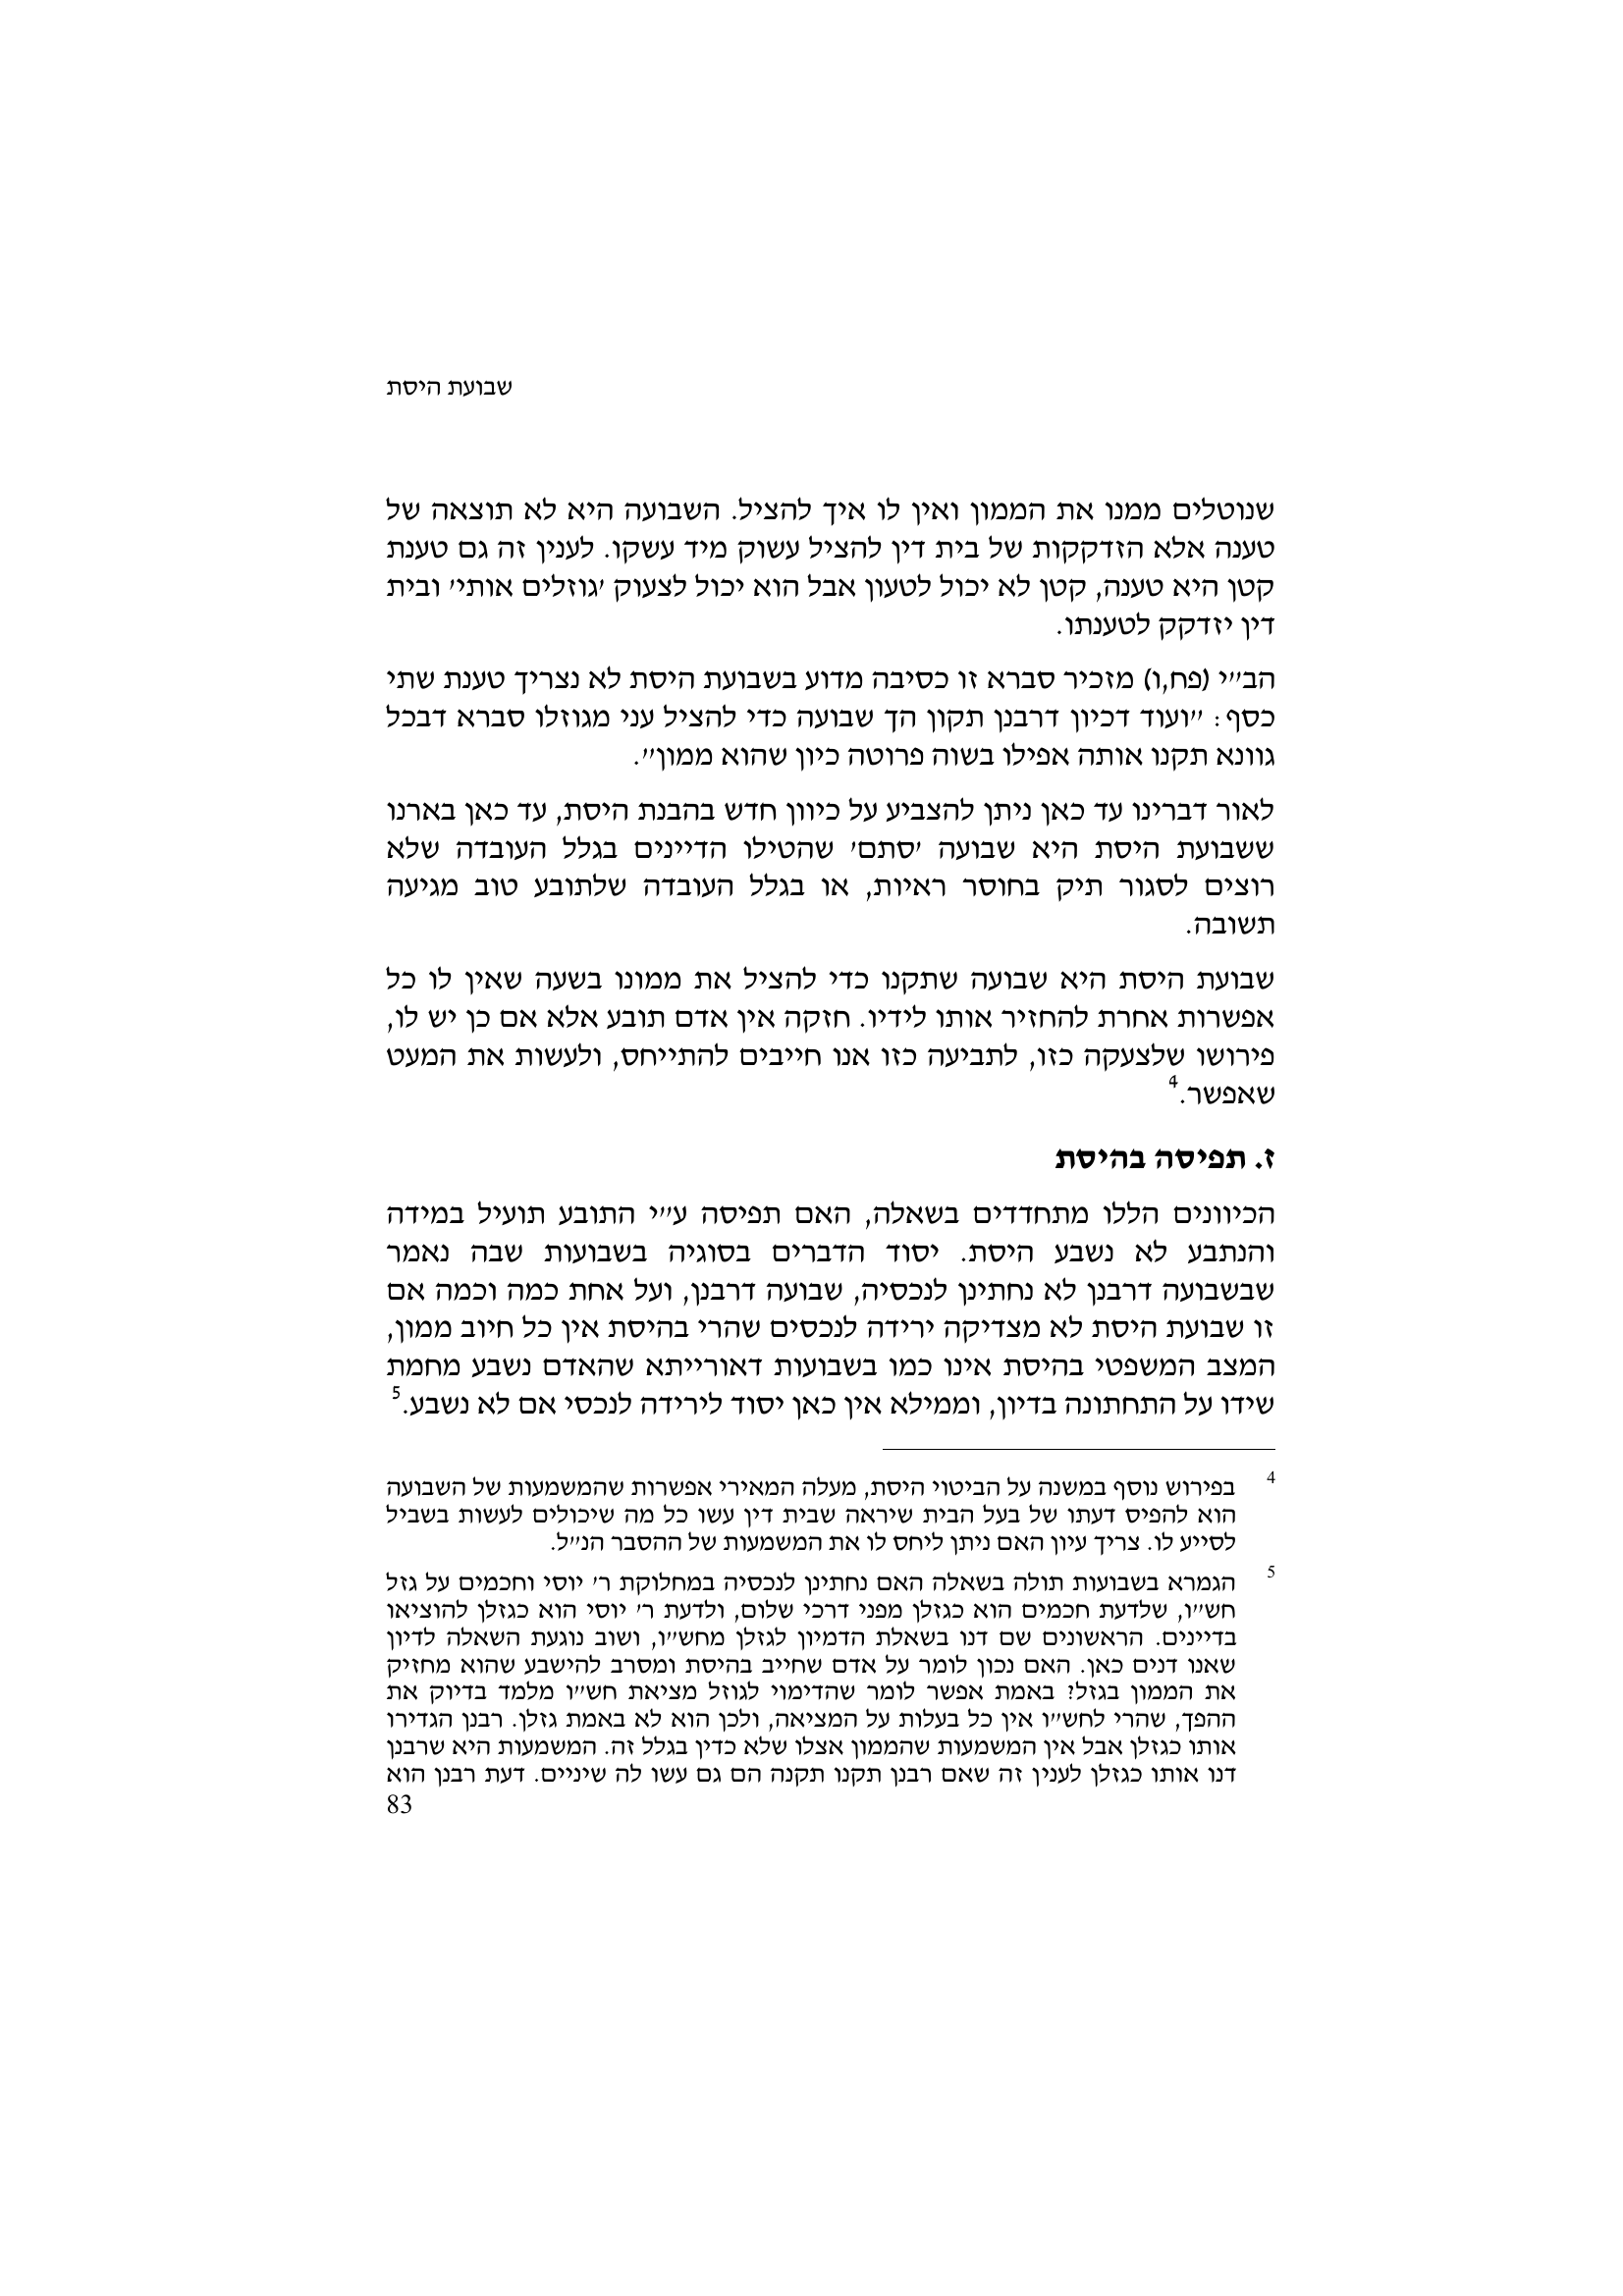 שבועת היסת
שנוטלים ממנו את הממון ואין לו איך להציל. השבועה היא לא תוצאה של
טענה אלא הזדקקות של בית דין להציל עשוק מיד עשקו. לענין זה גם טענת
קטן היא טענה, קטן לא יכול לטעון אבל הוא יכול לצעוק ׳גוזלים אותי׳ ובית
דין יזדקק לטענתו.
הב״י (פח,ו) מזכיר סברא זו כסיבה מדוע בשבועת היסת לא נצריך טענת שתי
כסף: ״ועוד דכיון דרבנן תקון הך שבועה כדי להציל עני מגוזלו סברא דבכל
גוונא תקנו אותה אפילו בשוה פרוטה כיון שהוא ממון״.
לאור דברינו עד כאן ניתן להצביע על כיוון חדש בהבנת היסת, עד כאן בארנו
ששבועת היסת היא שבועה ׳סתם׳ שהטילו הדיינים בגלל העובדה שלא
רוצים לסגור תיק בחוסר ראיות, או בגלל העובדה שלתובע טוב מגיעה
תשובה.
שבועת היסת היא שבועה שתקנו כדי להציל את ממונו בשעה שאין לו כל
אפשרות אחרת להחזיר אותו לידיו. חזקה אין אדם תובע אלא אם כן יש לו,
פירושו שלצעקה כזו, לתביעה כזו אנו חייבים להתייחס, ולעשות את המעט
שאפשר.4
ז. תפיסה בהיסת
הכיוונים הללו מתחדדים בשאלה, האם תפיסה ע״י התובע תועיל במידה
והנתבע לא נשבע היסת. יסוד הדברים בסוגיה בשבועות שבה נאמר
שבשבועה דרבנן לא נחתינן לנכסיה, שבועה דרבנן, ועל אחת כמה וכמה אם
זו שבועת היסת לא מצדיקה ירידה לנכסים שהרי בהיסת אין כל חיוב ממון,
המצב המשפטי בהיסת אינו כמו בשבועות דאורייתא שהאדם נשבע מחמת
שידו על התחתונה בדיון, וממילא אין כאן יסוד לירידה לנכסי אם לא נשבע.5
4 בפירוש נוסף במשנה על הביטוי היסת, מעלה המאירי אפשרות שהמשמעות של השבועה
הוא להפיס דעתו של בעל הבית שיראה שבית דין עשו כל מה שיכולים לעשות בשביל
לסייע לו. צריך עיון האם ניתן ליחס לו את המשמעות של ההסבר הנ״ל.
5 הגמרא בשבועות תולה בשאלה האם נחתינן לנכסיה במחלוקת ר׳ יוסי וחכמים על גזל
חש״ו, שלדעת חכמים הוא כגזלן מפני דרכי שלום, ולדעת ר׳ יוסי הוא כגזלן להוציאו
בדיינים. הראשונים שם דנו בשאלת הדמיון לגזלן מחש״ו, ושוב נוגעת השאלה לדיון
שאנו דנים כאן. האם נכון לומר על אדם שחייב בהיסת ומסרב להישבע שהוא מחזיק
את הממון בגזל? באמת אפשר לומר שהדימוי לגוזל מציאת חש״ו מלמד בדיוק את
ההפך, שהרי לחש״ו אין כל בעלות על המציאה, ולכן הוא לא באמת גזלן. רבנן הגדירו
אותו כגזלן אבל אין המשמעות שהממון אצלו שלא כדין בגלל זה. המשמעות היא שרבנן
דנו אותו כגזלן לענין זה שאם רבנן תקנו תקנה הם גם עשו לה שיניים. דעת רבנן הוא
83